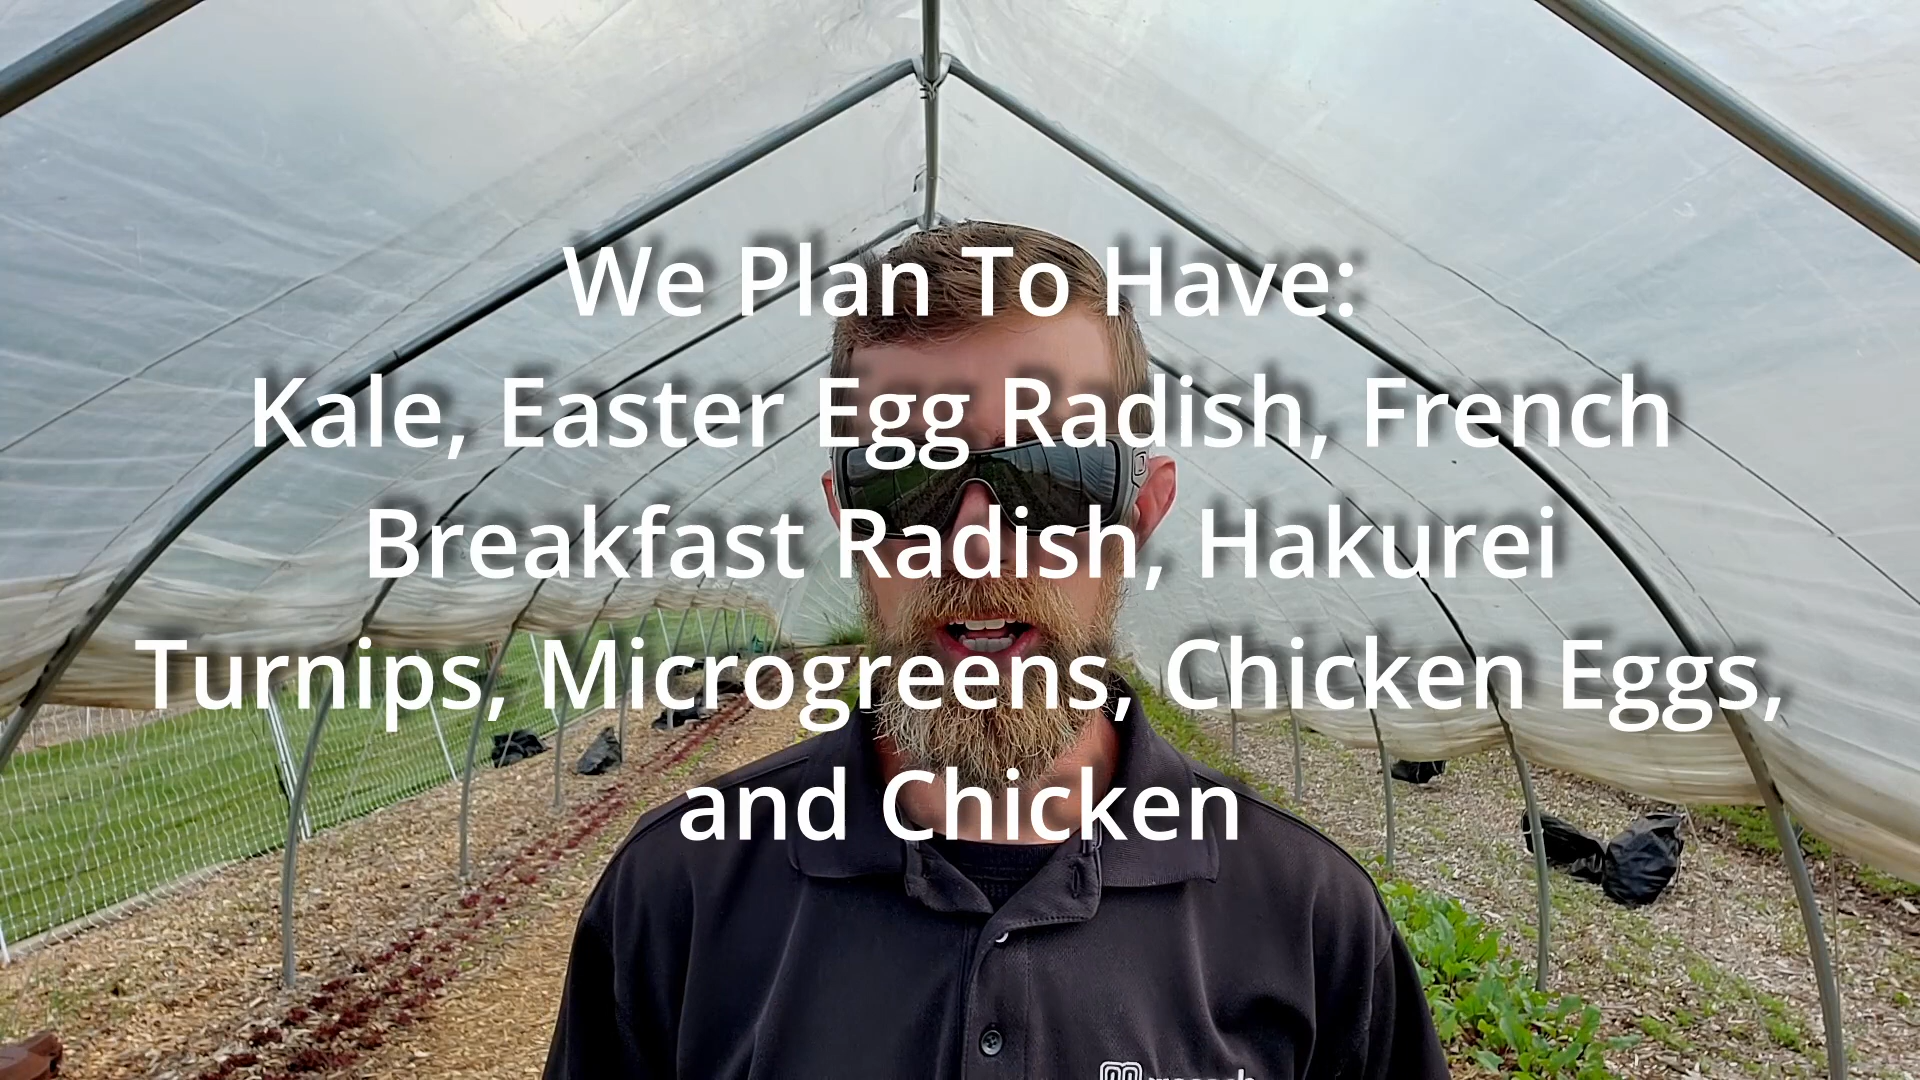 We Plan To Have:
Kale, Easter Egg Radish, French
Breakfast Radish, Hakurei
Turnips, Microgreens, Chicken Eggs,
and Chicken